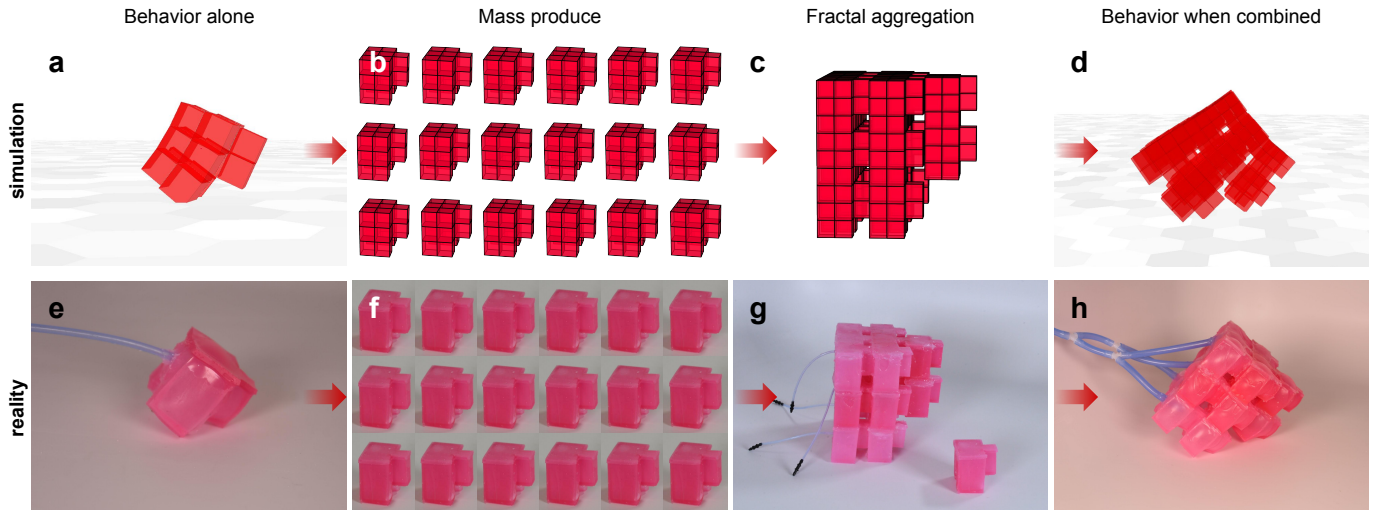 Behavior alone
Mass produce
Fractal aggregation
Behavior when combined
simulation
a
b
c
d
reality
e
f
g
h